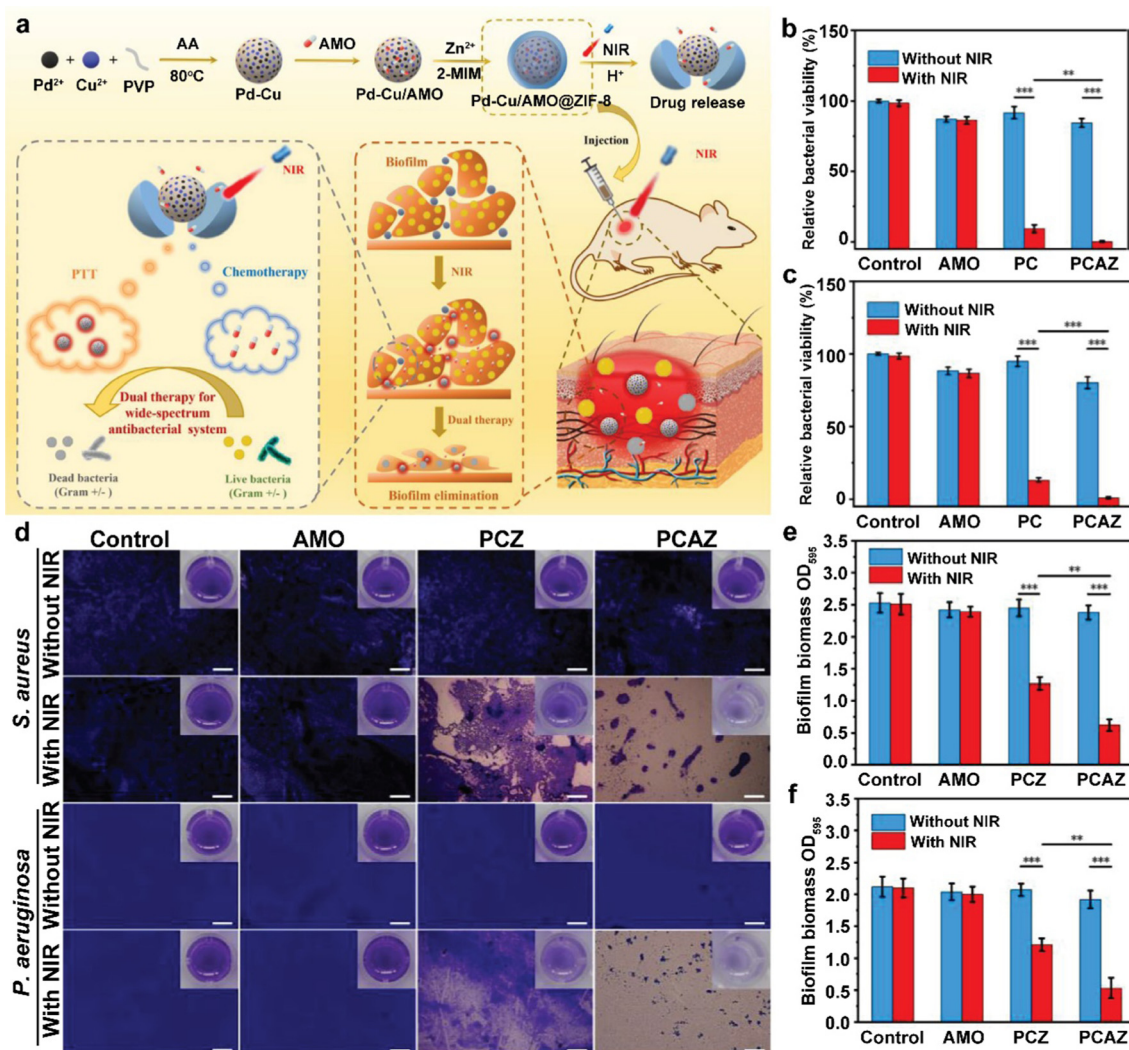 a
AA
AMO
Zn2+
NIR
Pd2+ + Cu2+ + PVP
80°C
Pd-Cu
Pd-Cu/AMO
2-MIM
Pd-Cu/AMO@ZIF-8
H+
Drug release
NIR
PTT
Chemotherapy
Dual therapy for
wide-spectrum
antibacterial system
Dead bacteria
(Gram +/- )
Live bacteria
(Gram +/- )
Biofilm
NIR
Dual therapy
Biofilm elimination
Injection
NIR
b
Relative bacterial viability (%)
150
100
50
0
Without NIR
With NIR
***
**
***
Control AMO PC PCAZ
c
Relative bacterial viability (%)
150
100
50
0
Without NIR
With NIR
***
***
***
Control AMO PC PCAZ
d
Control AMO PCZ PCAZ
S. aureus
Without NIR
With NIR
P. aeruginosa
Without NIR
With NIR
e
Biofilm biomass OD595
3.5
3.0
2.5
2.0
1.5
1.0
0.5
0.0
Without NIR
With NIR
***
**
***
Control AMO PCZ PCAZ
f
Biofilm biomass OD595
3.5
3.0
2.5
2.0
1.5
1.0
0.5
0.0
Without NIR
With NIR
***
**
***
Control AMO PCZ PCAZ